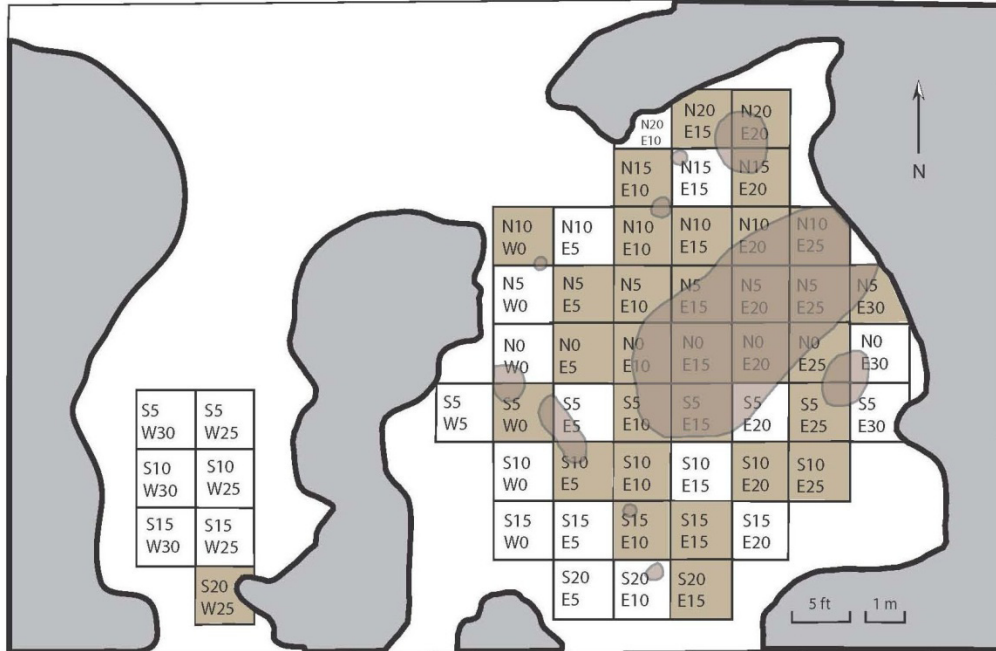 N20 E10
N20 E15
N20 E20
N15 E10
N15 E15
N15 E20
N
N10 W0
N10 E5
N10 E10
N10 E15
N10 E20
N10 E25
N5 W0
N5 E5
N5 E10
N5 E15
N5 E20
N5 E25
N5 E30
N0 W0
N0 E5
N0 E10
N0 E15
N0 E20
N0 E25
N0 E30
S5 W30
S5 W25
S5 W5
S5 W0
S5 E5
S5 E10
S5 E15
S5 E20
S5 E25
S5 E30
S10 W30
S10 W25
S10 W0
S10 E5
S10 E10
S10 E15
S10 E20
S10 E25
S15 W30
S15 W25
S15 W0
S15 E5
S15 E10
S15 E15
S15 E20
S20 W25
S20 E5
S20 E10
S20 E15
5 ft
1 m